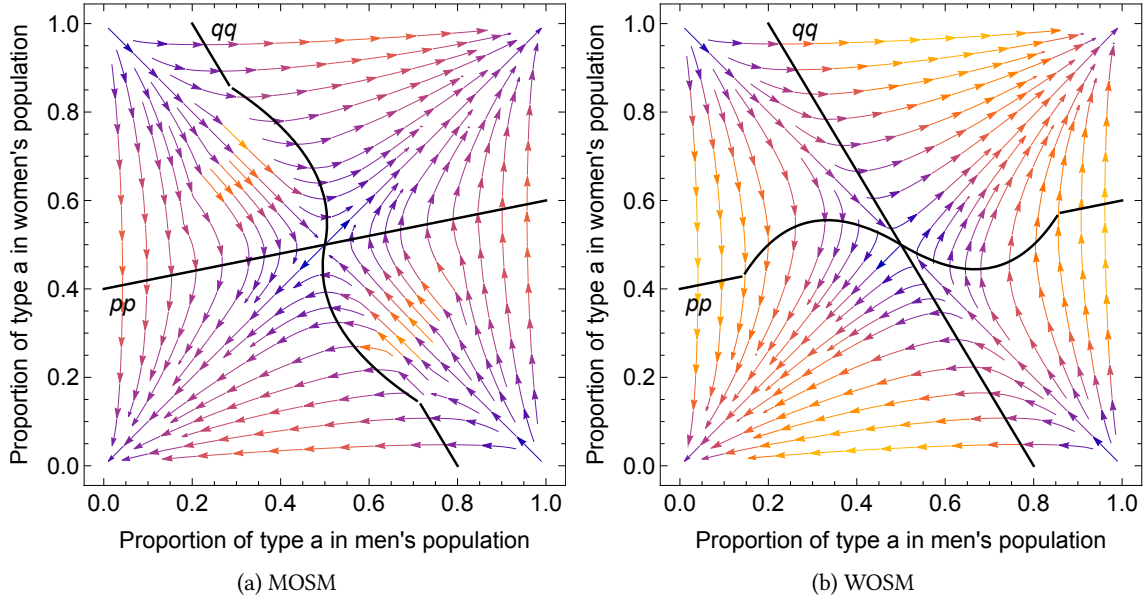 1.0
0.8
0.6
0.4
0.2
0.0
0.0 0.2 0.4 0.6 0.8 1.0
Proportion of type a in women's population
Proportion of type a in men's population
qq
pp
(a) MOSM
1.0
0.8
0.6
0.4
0.2
0.0
0.0 0.2 0.4 0.6 0.8 1.0
Proportion of type a in women's population
Proportion of type a in men's population
qq
pp
(b) WOSM